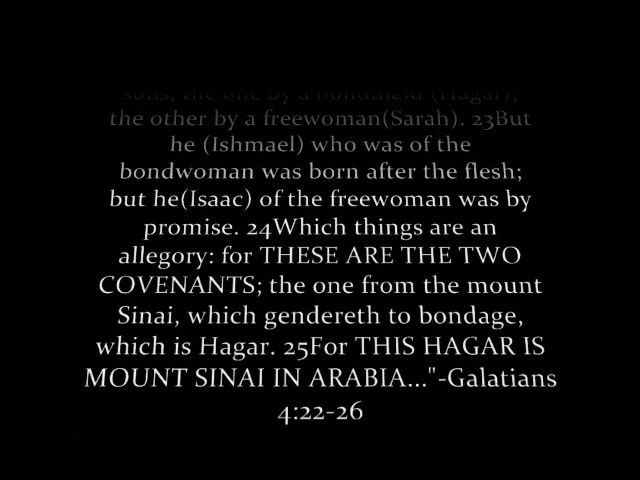 sons, the one by a bondmaid (Hagar),
the other by a freewoman(Sarah). 23But
he (Ishmael) who was of the
bondwoman was born after the flesh;
but he(Isaac) of the freewoman was by
promise. 24Which things are an
allegory: for THESE ARE THE TWO
COVENANTS; the one from the mount
Sinai, which gendereth to bondage,
which is Hagar. 25For THIS HAGAR IS
MOUNT SINAI IN ARABIA..."-Galatians
4:22-26